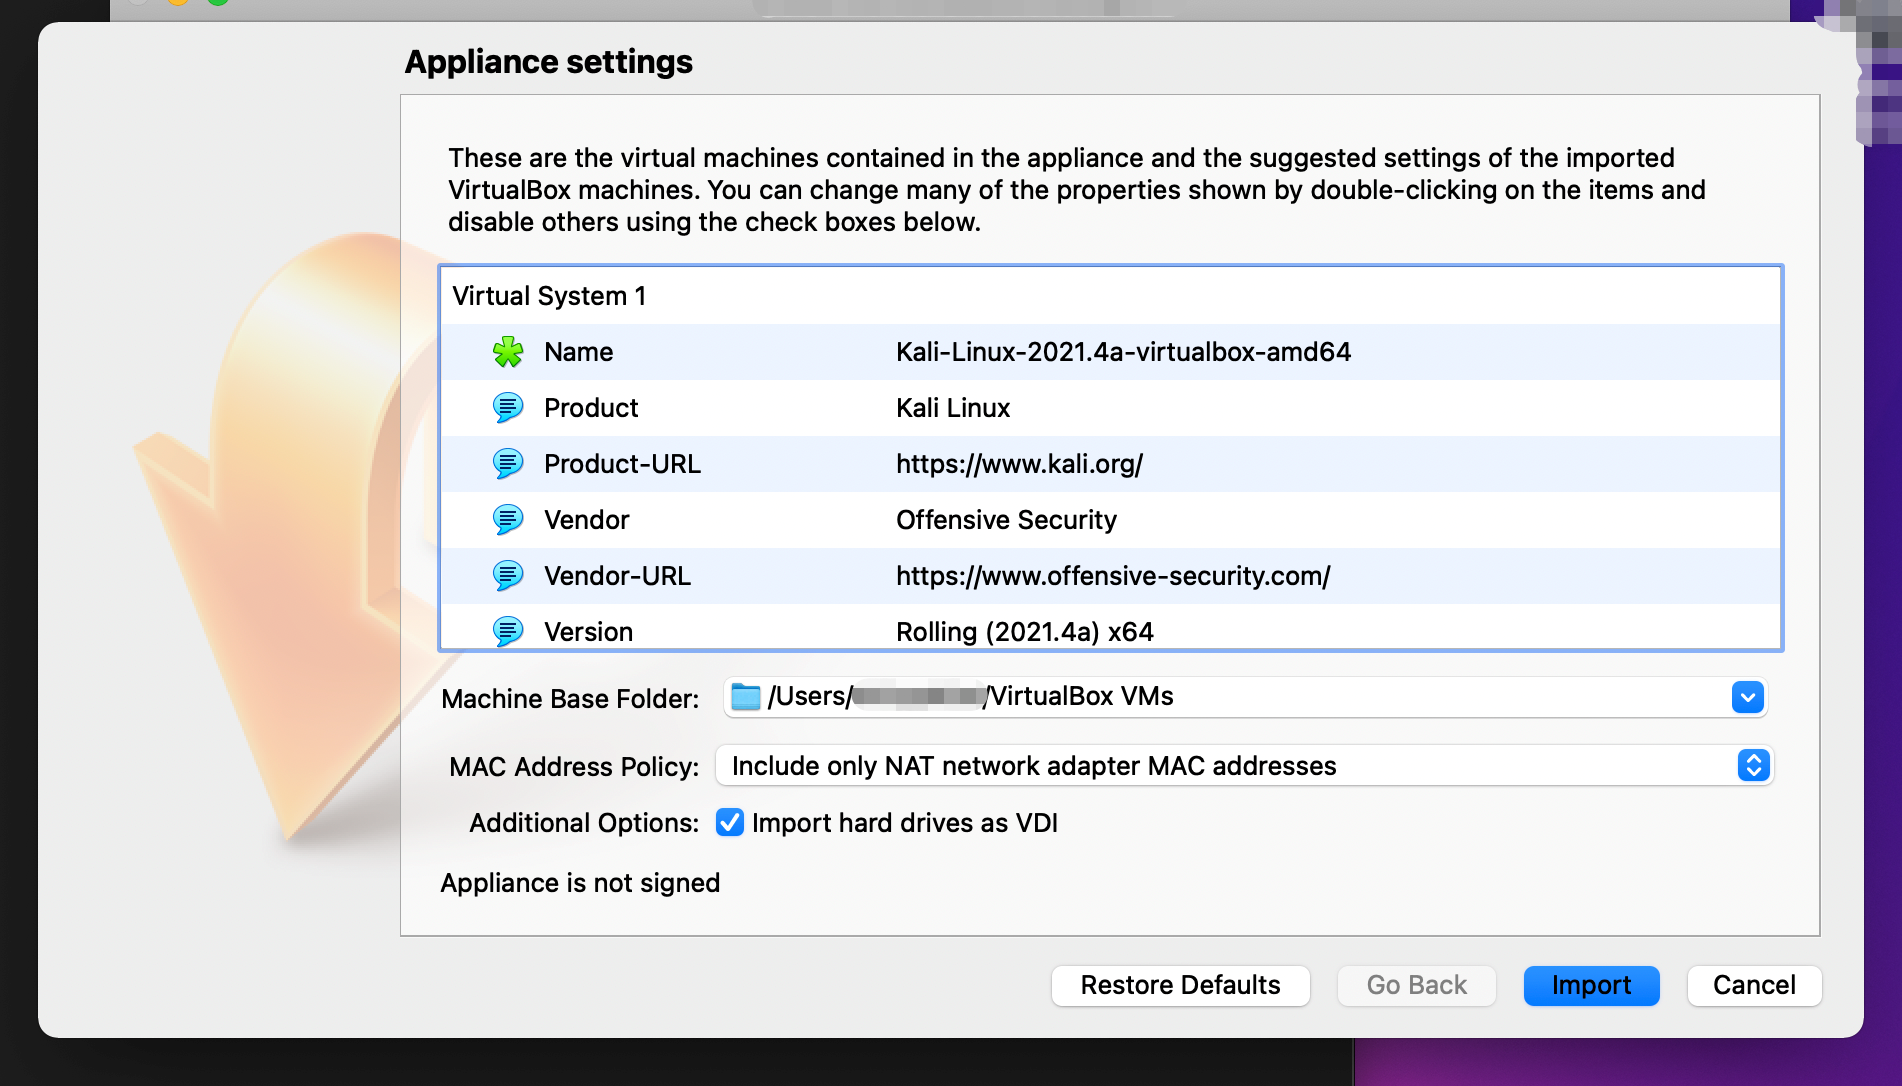 Appliance settings
These are the virtual machines contained in the appliance and the suggested settings of the imported
VirtualBox machines. You can change many of the properties shown by double-clicking on the items and
disable others using the check boxes below.
Virtual System 1
Name Kali-Linux-2021.4a-virtualbox-amd64
Product Kali Linux
Product-URL https://www.kali.org/
Vendor Offensive Security
Vendor-URL https://www.offensive-security.com/
Version Rolling (2021.4a) x64
Machine Base Folder: /Users/ /VirtualBox VMs
MAC Address Policy: Include only NAT network adapter MAC addresses
Additional Options: Import hard drives as VDI
Appliance is not signed
Restore Defaults Go Back Import Cancel